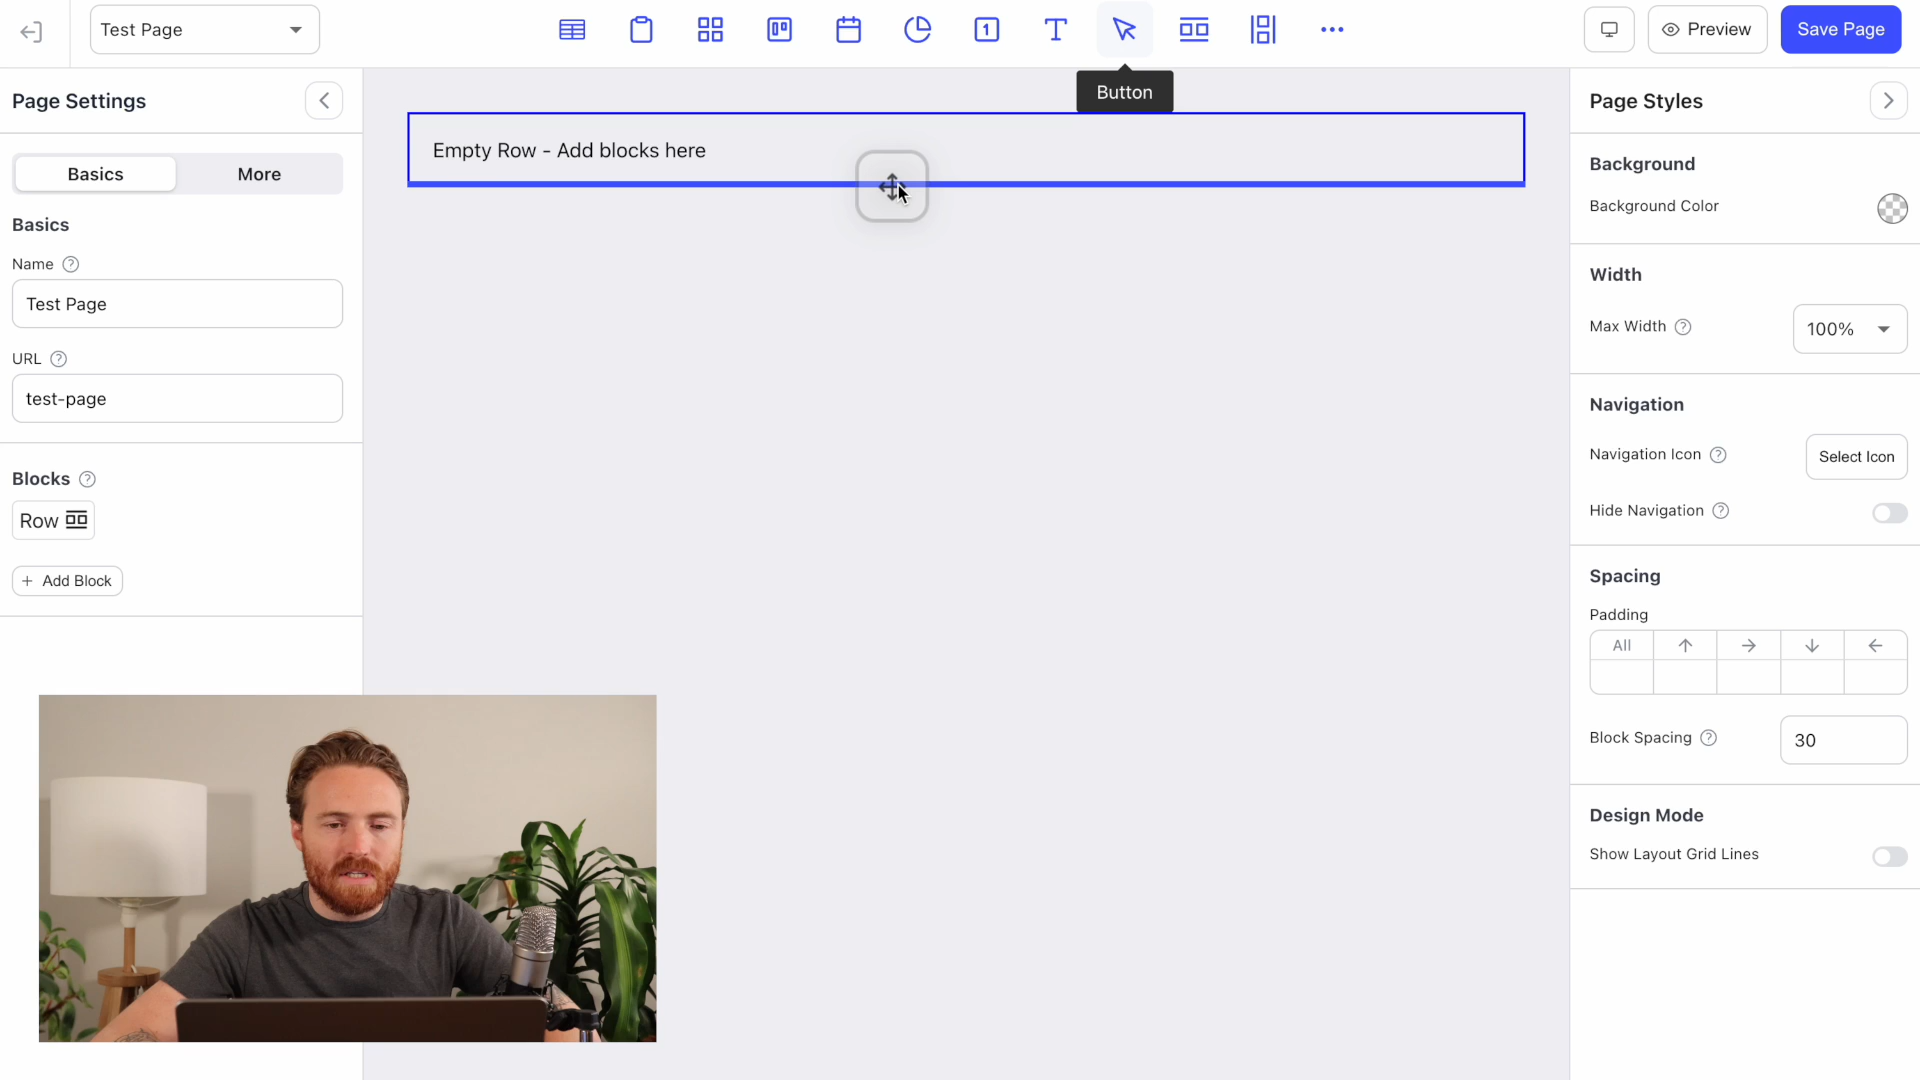 Test Page
1
T
Preview
Save Page
Button
Page Settings
Basics
More
Basics
Name ?
Test Page
URL ?
test-page
Blocks ?
Row
+ Add Block
Empty Row - Add blocks here
Page Styles
Background
Background Color
Width
Max Width ?
100%
Navigation
Navigation Icon ?
Select Icon
Hide Navigation ?
Spacing
Padding
All ↑ → ↓ ←
Block Spacing ?
30
Design Mode
Show Layout Grid Lines